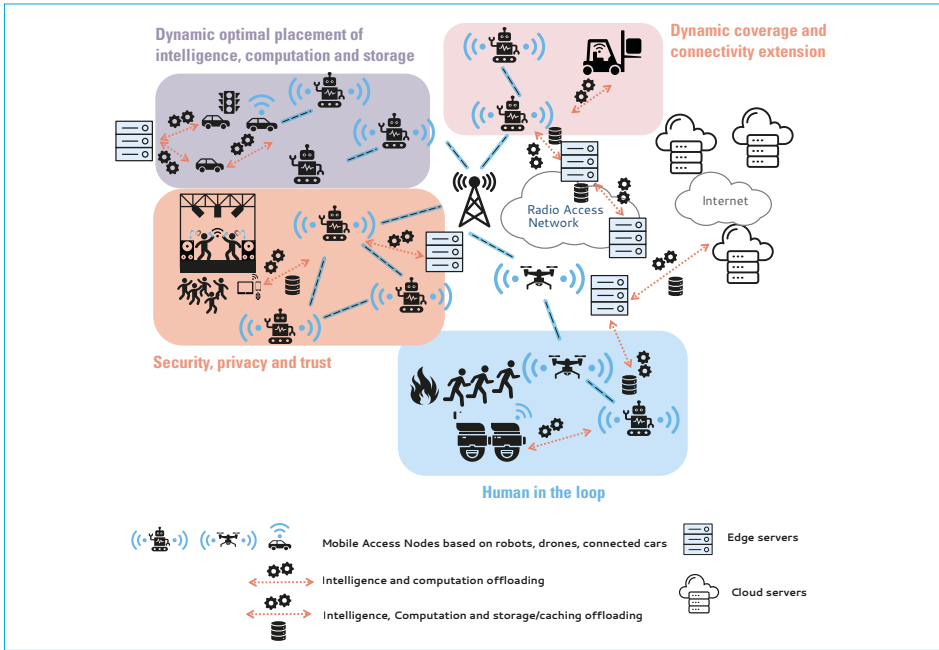 Dynamic optimal placement of
intelligence, computation and storage
Dynamic coverage and
connectivity extension
Radio Access
Network
Internet
Security, privacy and trust
Human in the loop
Mobile Access Nodes based on robots, drones, connected cars
Edge servers
Intelligence and computation offloading
Cloud servers
Intelligence, Computation and storage/caching offloading